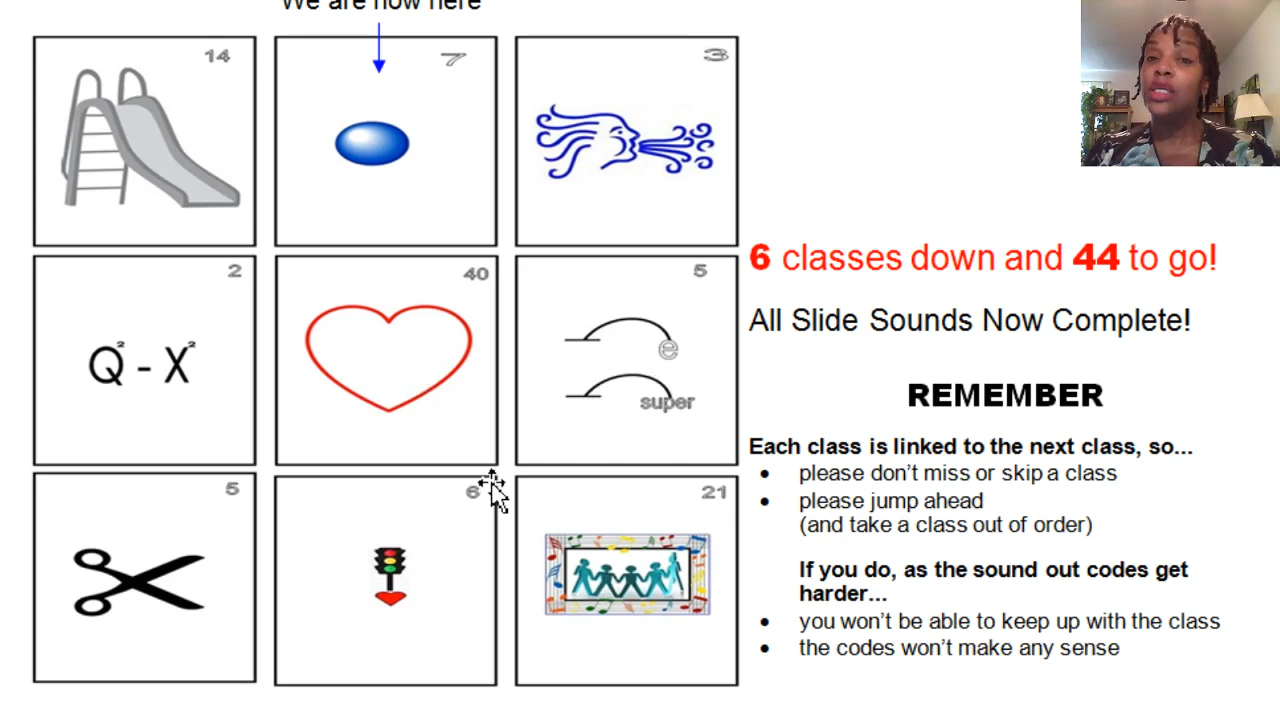 We are now here
14
7
3
2
Q² - X²
40
5
e
super
5
6
21
6 classes down and 44 to go!
All Slide Sounds Now Complete!
REMEMBER
Each class is linked to the next class, so...
• please don't miss or skip a class
• please jump ahead
(and take a class out of order)
If you do, as the sound out codes get
harder...
• you won't be able to keep up with the class
• the codes won't make any sense